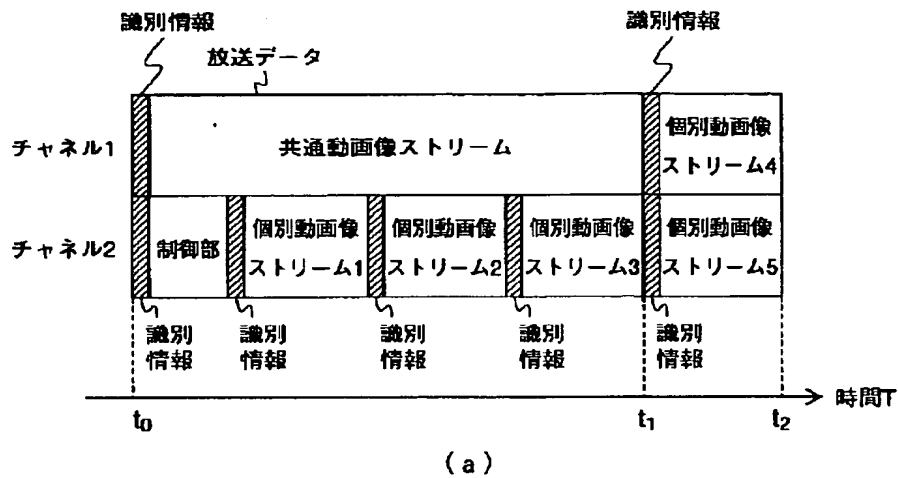 識別情報
識別情報
放送データ
チャネル1
共通動画像ストリーム
個別動画像
ストリーム4
チャネル2
制御部
個別動画像
ストリーム1
個別動画像
ストリーム2
個別動画像
ストリーム3
個別動画像
ストリーム5
識別
情報
識別
情報
識別
情報
識別
情報
識別
情報
時間T
t0
t1
t2
(a)